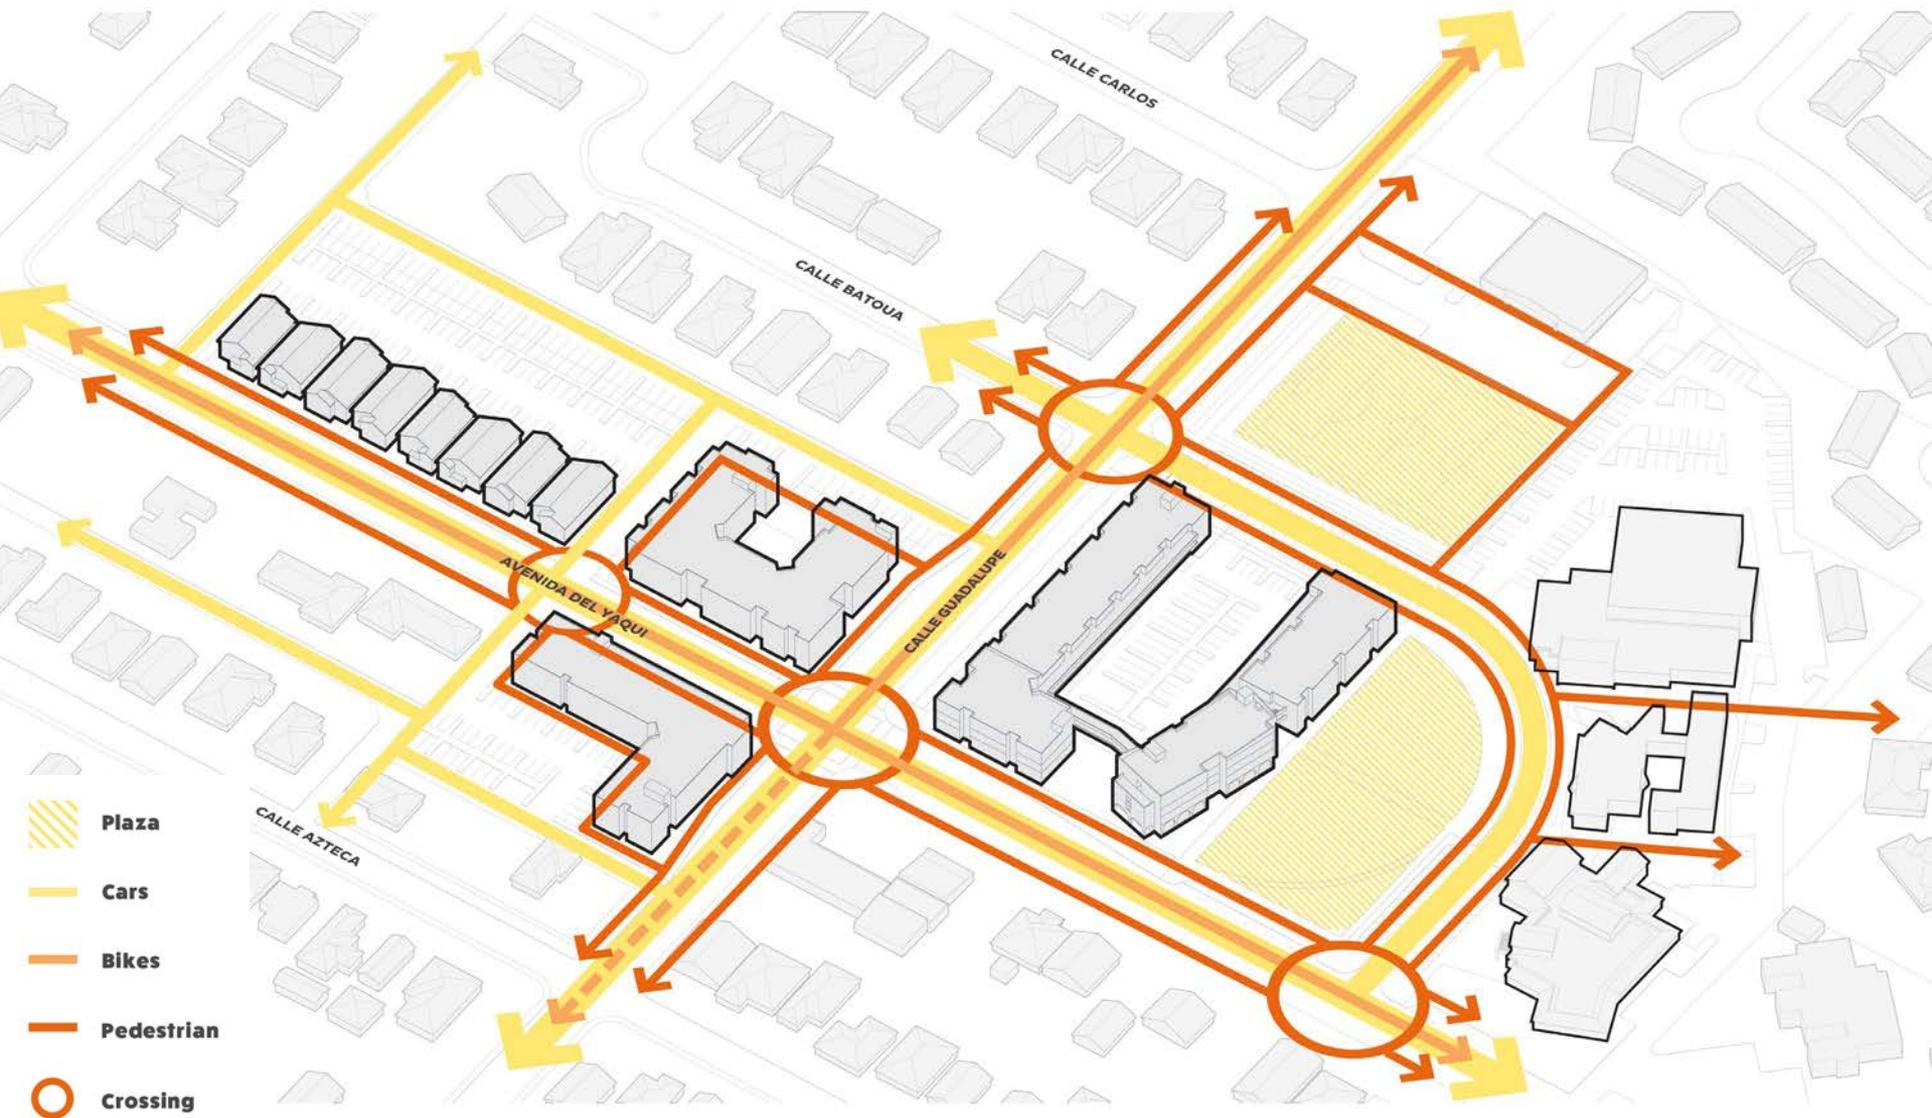 CALLE CARLOS
CALLE BATOUA
AVENIDA DEL YAQUI
CALLE GUADALUPE
CALLE AZTECA
Plaza
Cars
Bikes
Pedestrian
Crossing